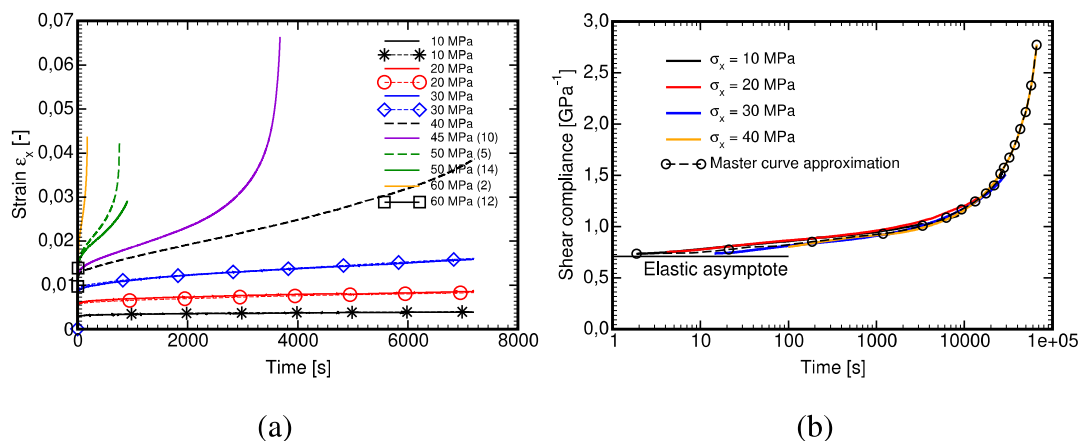 0,07
0,06
0,05
0,04
0,03
0,02
0,01
0
Strain εx [-]
0
2000
4000
6000
8000
Time [s]
10 MPa
10 MPa
20 MPa
20 MPa
30 MPa
30 MPa
40 MPa
45 MPa (10)
50 MPa (5)
50 MPa (14)
60 MPa (2)
60 MPa (12)
(a)
3,0
2,5
2,0
1,5
1,0
0,5
0,0
Shear compliance [GPa-1]
σx = 10 MPa
σx = 20 MPa
σx = 30 MPa
σx = 40 MPa
Master curve approximation
Elastic asymptote
1
10
100
1000
10000
1e+05
Time [s]
(b)